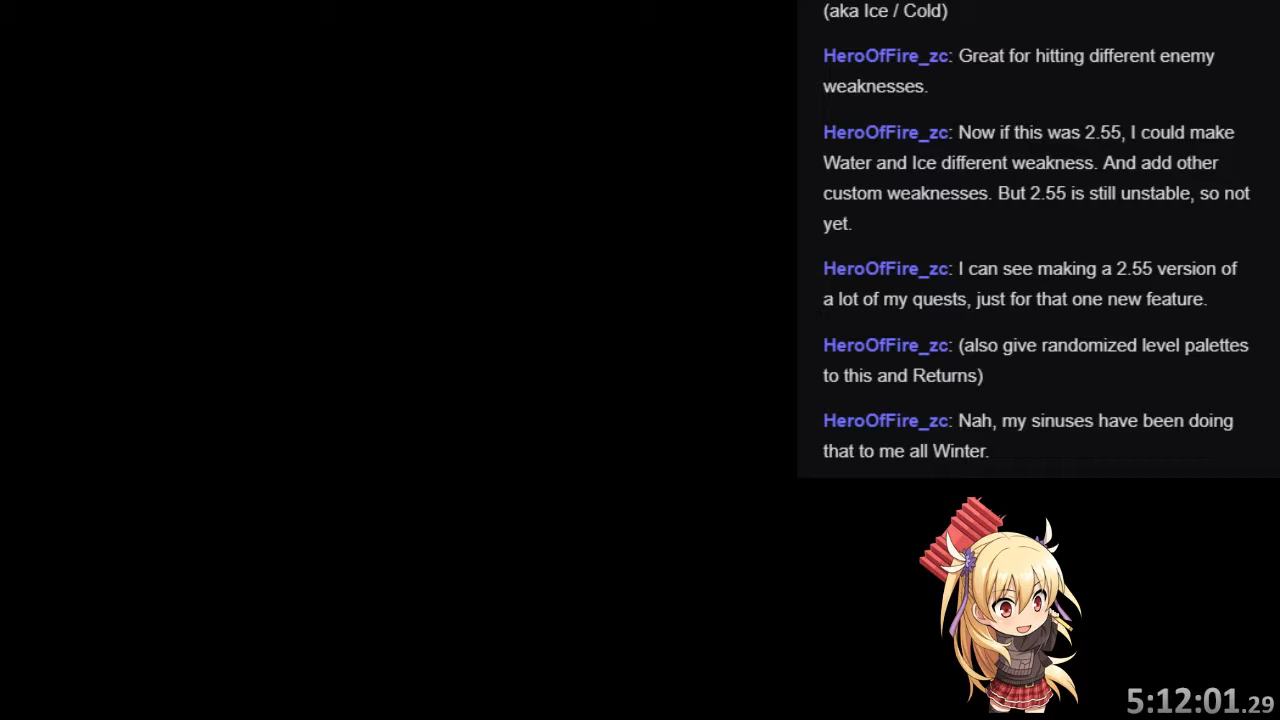 (aka Ice / Cold)
HeroOfFire_zc: Great for hitting different enemy
weaknesses.
HeroOfFire_zc: Now if this was 2.55, I could make
Water and Ice different weakness. And add other
custom weaknesses. But 2.55 is still unstable, so not
yet.
HeroOfFire_zc: I can see making a 2.55 version of
a lot of my quests, just for that one new feature.
HeroOfFire_zc: (also give randomized level palettes
to this and Returns)
HeroOfFire_zc: Nah, my sinuses have been doing
that to me all Winter.
5:12:01.29